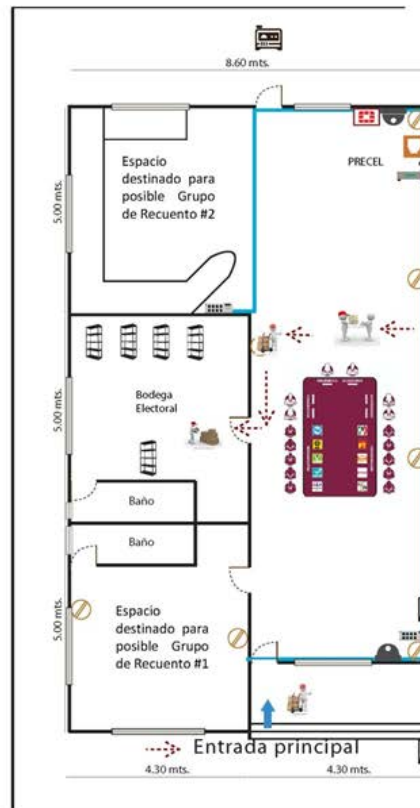 8.60 mts.
Espacio
destinado para
posible Grupo
de Recuento #2
PRECEL
5.00 mts.
5.00 mts.
Bodega
Electoral
Baño
Baño
5.00 mts.
Espacio
destinado para
posible Grupo
de Recuento #1
Entrada principal
4.30 mts.
4.30 mts.